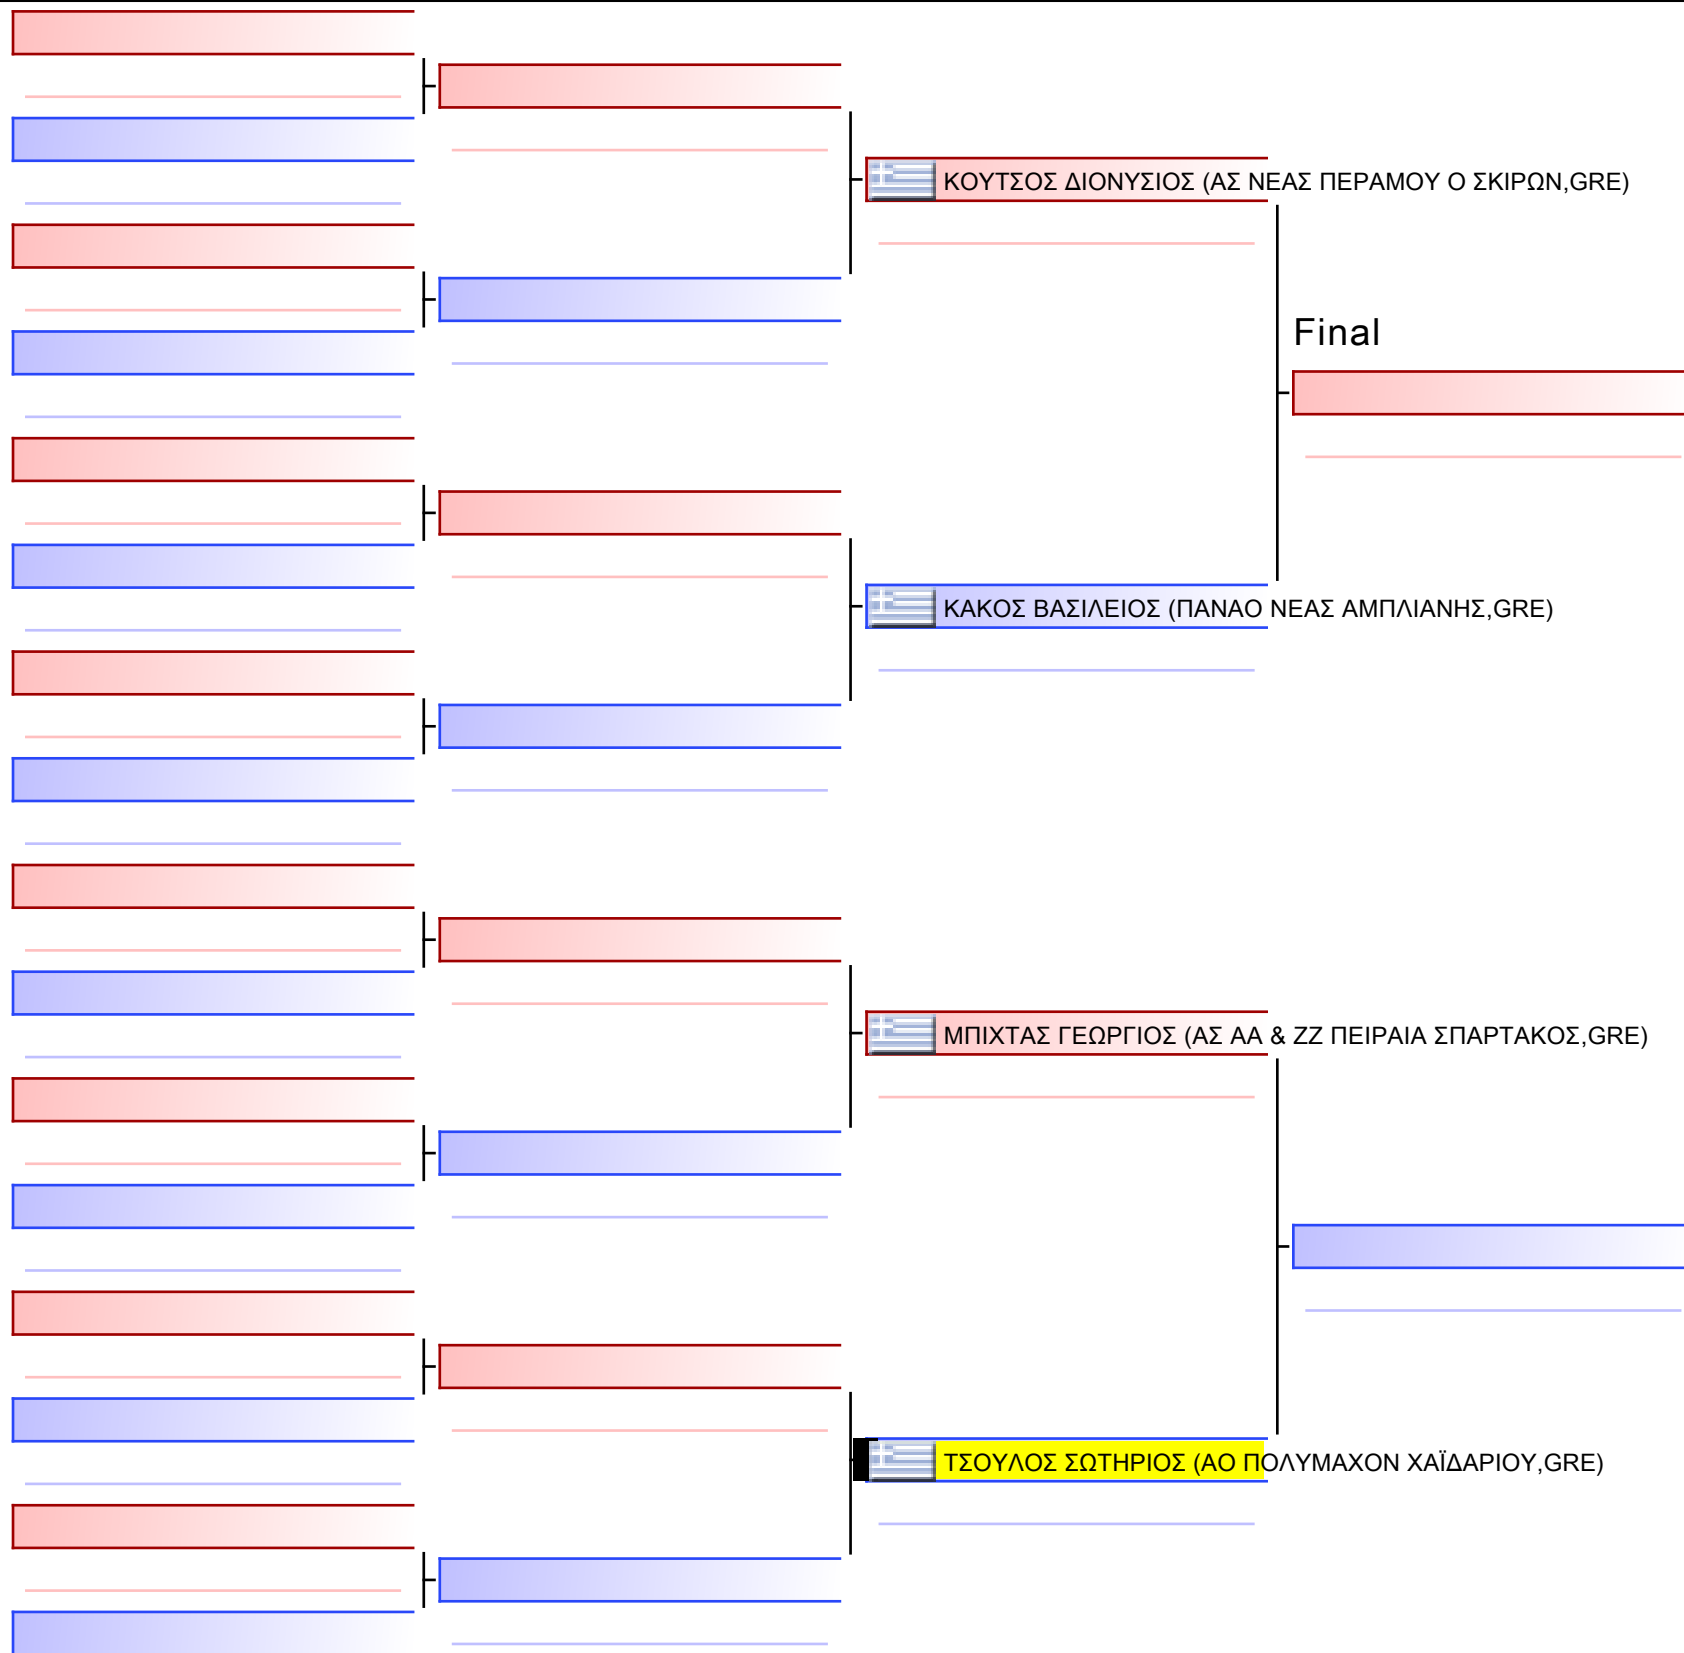 ΚΟΥΤΣΟΣ ΔΙΟΝΥΣΙΟΣ (ΑΣ ΝΕΑΣ ΠΕΡΑΜΟΥ Ο ΣΚΙΡΩΝ,GRE)
Final
ΚΑΚΟΣ ΒΑΣΙΛΕΙΟΣ (ΠΑΝΑΟ ΝΕΑΣ ΑΜΠΛΙΑΝΗΣ,GRE)
ΜΠΙΧΤΑΣ ΓΕΩΡΓΙΟΣ (ΑΣ ΑΑ & ΖΖ ΠΕΙΡΑΙΑ ΣΠΑΡΤΑΚΟΣ,GRE)
ΤΣΟΥΛΟΣ ΣΩΤΗΡΙΟΣ (ΑΟ ΠΟΛΥΜΑΧΟΝ ΧΑΪΔΑΡΙΟΥ,GRE)